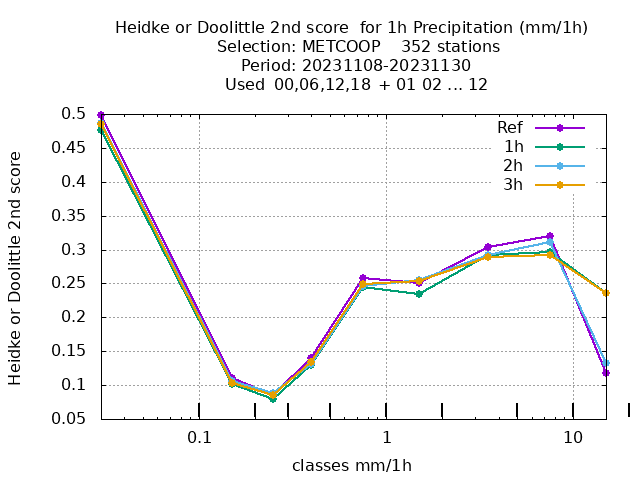 Heidke or Doolittle 2nd score  for 1h Precipitation (mm/1h)
Selection: METCOOP    352 stations
Period: 20231108-20231130
Used  00,06,12,18  + 01 02 ... 12
Heidke or Doolittle 2nd score
0.5
0.45
0.4
0.35
0.3
0.25
0.2
0.15
0.1
0.05
Ref
1h
2h
3h
0.1 1 10
classes mm/1h